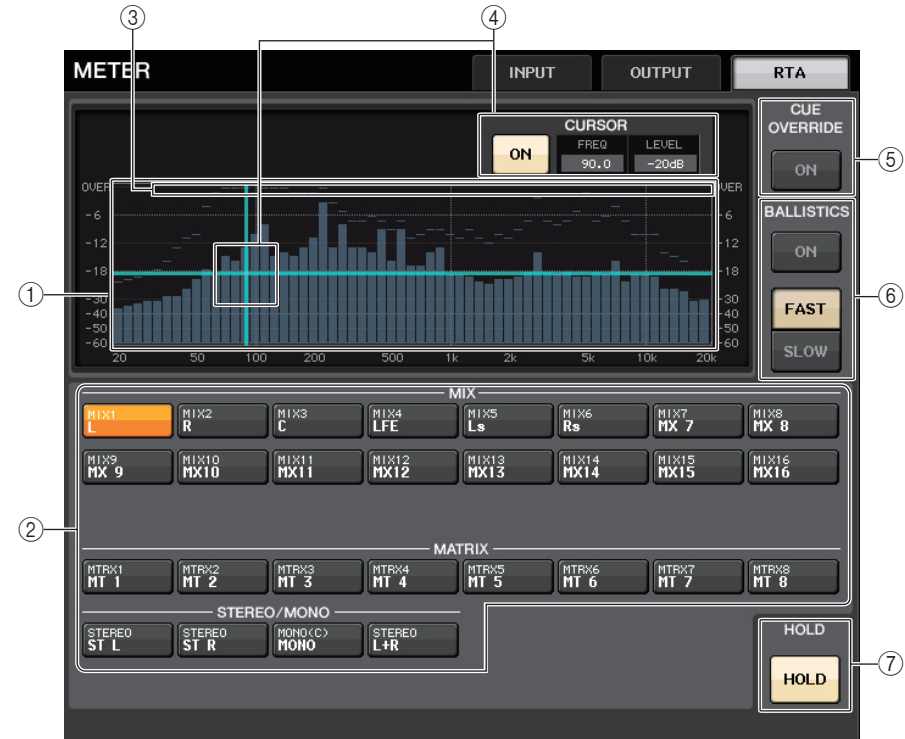 ③ ④
METER INPUT OUTPUT RTA
CURSOR
ON FREQ LEVEL
90.0 -20dB
CUE
OVERRIDE
ON
⑤
OVER OVER
-6 -6
-12 -12
-18 -18
-30 -30
-40 -40
-50 -50
-60 -60
20 50 100 200 500 1k 2k 5k 10k 20k
①
BALLISTICS
ON
FAST
SLOW
⑥
②
MIX
MIX1 MIX2 MIX3 MIX4 MIX5 MIX6 MIX7 MIX8
L R C LFE Ls Rs MX 7 MX 8
MIX9 MIX10 MIX11 MIX12 MIX13 MIX14 MIX15 MIX16
MX 9 MX10 MX11 MX12 MX13 MX14 MX15 MX16
MATRIX
MTRX1 MTRX2 MTRX3 MTRX4 MTRX5 MTRX6 MTRX7 MTRX8
MT 1 MT 2 MT 3 MT 4 MT 5 MT 6 MT 7 MT 8
STEREO/MONO
STEREO STEREO MONO(C) STEREO
ST L ST R MONO L+R
HOLD
HOLD
⑦